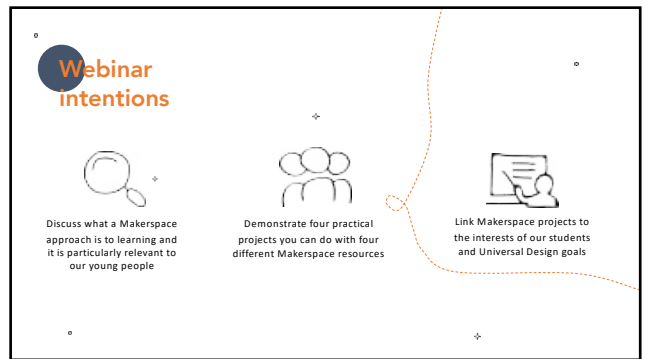 Webinar
intentions
Discuss what a Makerspace
approach is to learning and
it is particularly relevant to
our young people
Demonstrate four practical
projects you can do with four
different Makerspace resources
Link Makerspace projects to
the interests of our students
and Universal Design goals